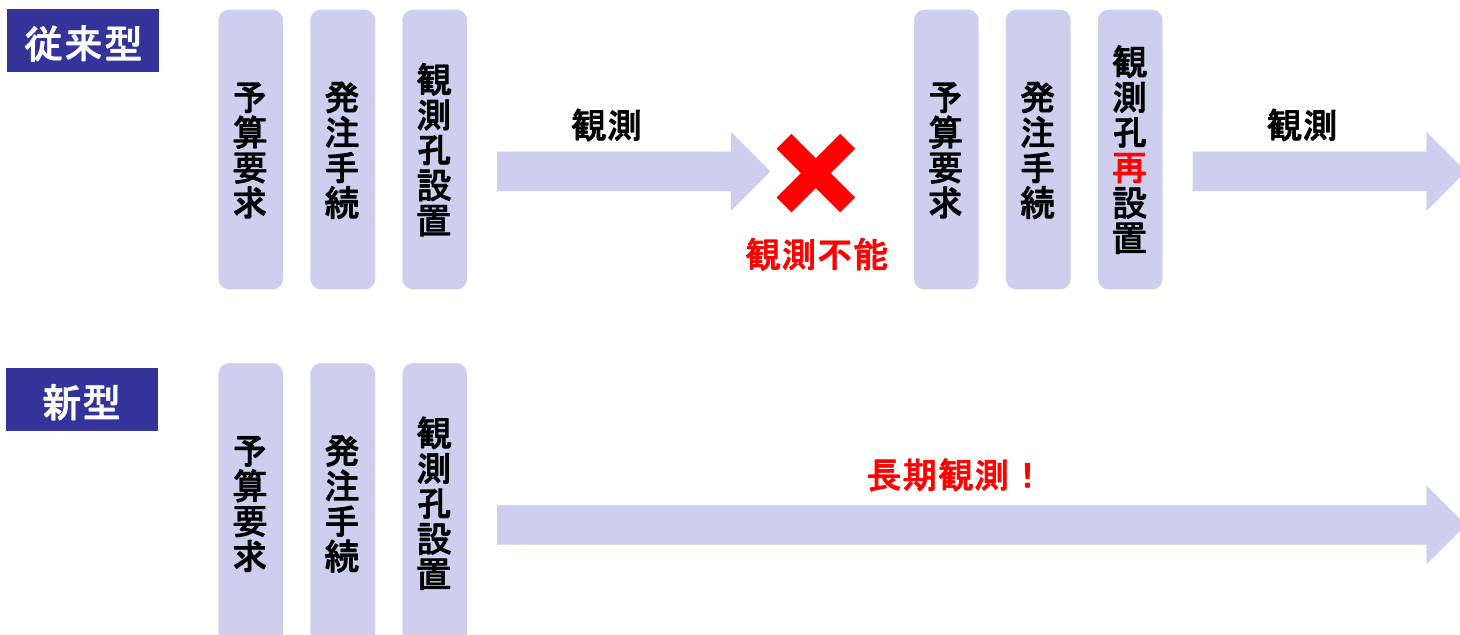 従来型
予算要求
発注手続
観測孔設置
観測
観測不能
予算要求
発注手続
観測孔再設置
観測
新型
予算要求
発注手続
観測孔設置
長期観測！